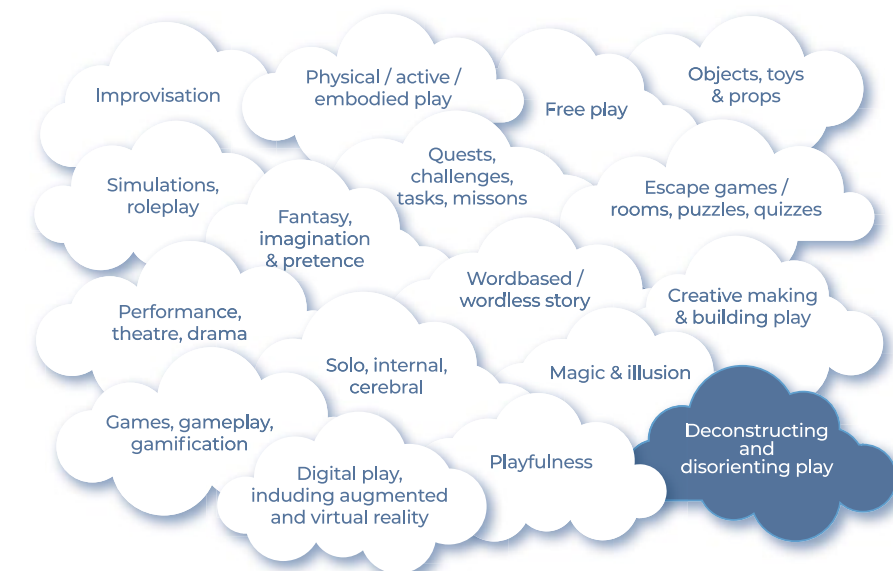 Improvisation
Physical / active /
embodied play
Free play
Objects, toys
& props
Simulations,
roleplay
Fantasy,
imagination
& pretence
Quests,
challenges,
tasks, missons
Escape games /
rooms, puzzles, quizzes
Performance,
theatre, drama
Wordbased /
wordless story
Creative making
& building play
Solo, internal,
cerebral
Magic & illusion
Games, gameplay,
gamification
Digital play,
including augmented
and virtual reality
Playfulness
Deconstructing
and
disorienting play